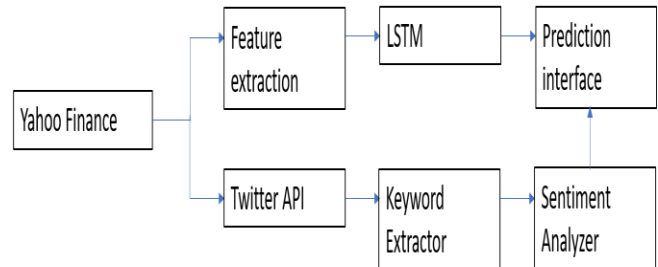 Feature
extraction
LSTM
Prediction
interface
Yahoo Finance
Twitter API
Keyword
Extractor
Sentiment
Analyzer